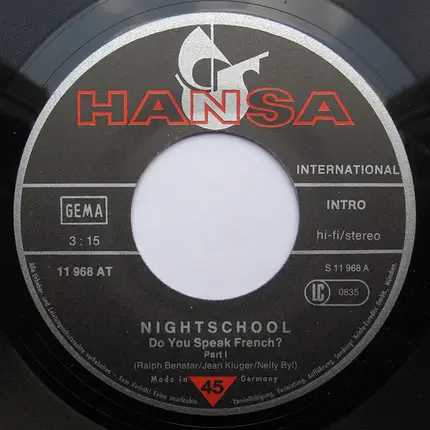 HANSA
INTERNATIONAL
GEMA
INTRO
3:15
hi-fi/stereo
11 968 AT
S 11 968 A
LC 0835
NIGHTSCHOOL
Do You Speak French?
Part I
(Ralph Benatar/Jean Kluger/Nelly Byl)
Made in 45 Germany